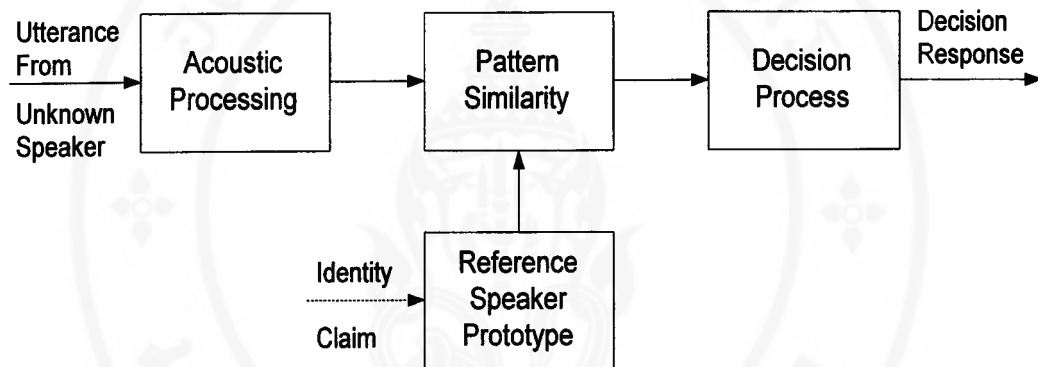 Utterance
From
Unknown
Speaker
Acoustic
Processing
Pattern
Similarity
Decision
Process
Decision
Response
Identity
Claim
Reference
Speaker
Prototype